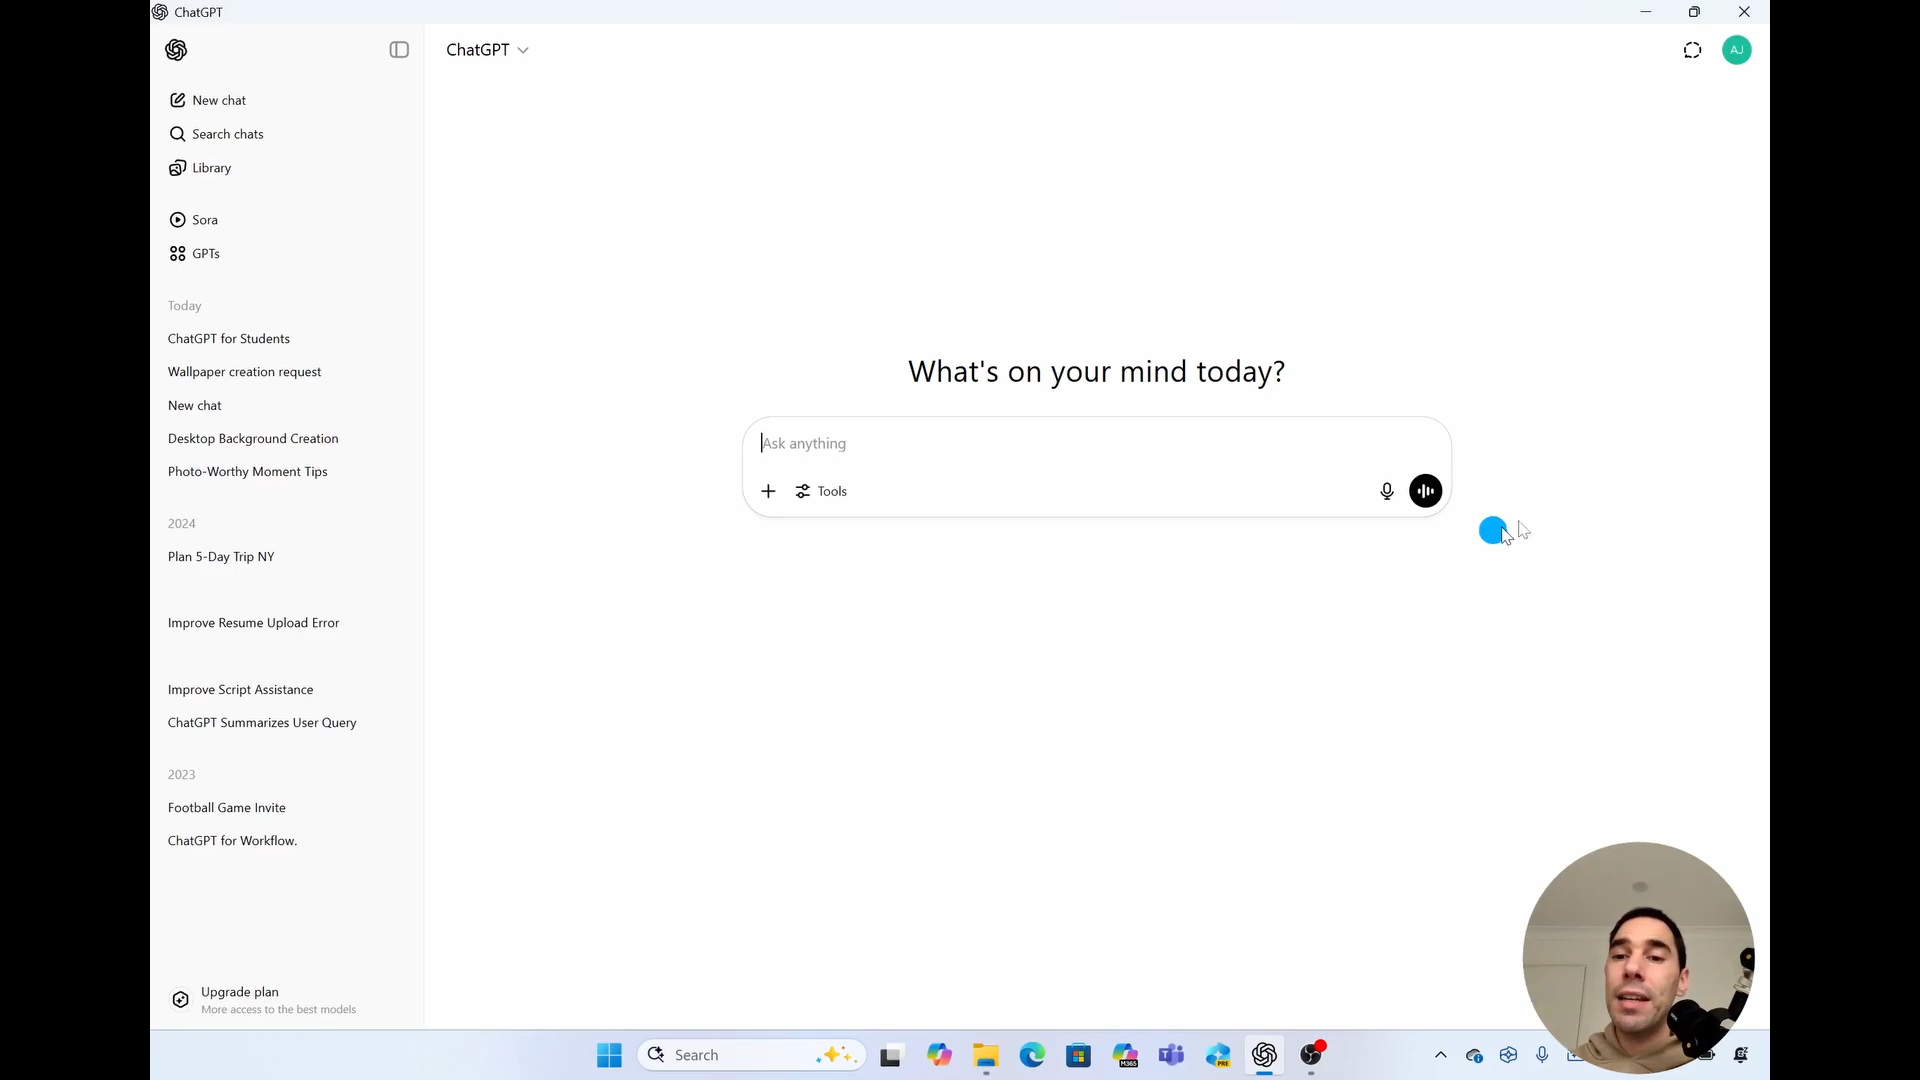 ChatGPT
ChatGPT
AJ
New chat
Search chats
Library
Sora
GPTs
Today
ChatGPT for Students
Wallpaper creation request
New chat
Desktop Background Creation
Photo-Worthy Moment Tips
2024
Plan 5-Day Trip NY
Improve Resume Upload Error
Improve Script Assistance
ChatGPT Summarizes User Query
2023
Football Game Invite
ChatGPT for Workflow.
Upgrade plan
More access to the best models
What's on your mind today?
Ask anything
Tools
Search
M365
PRE